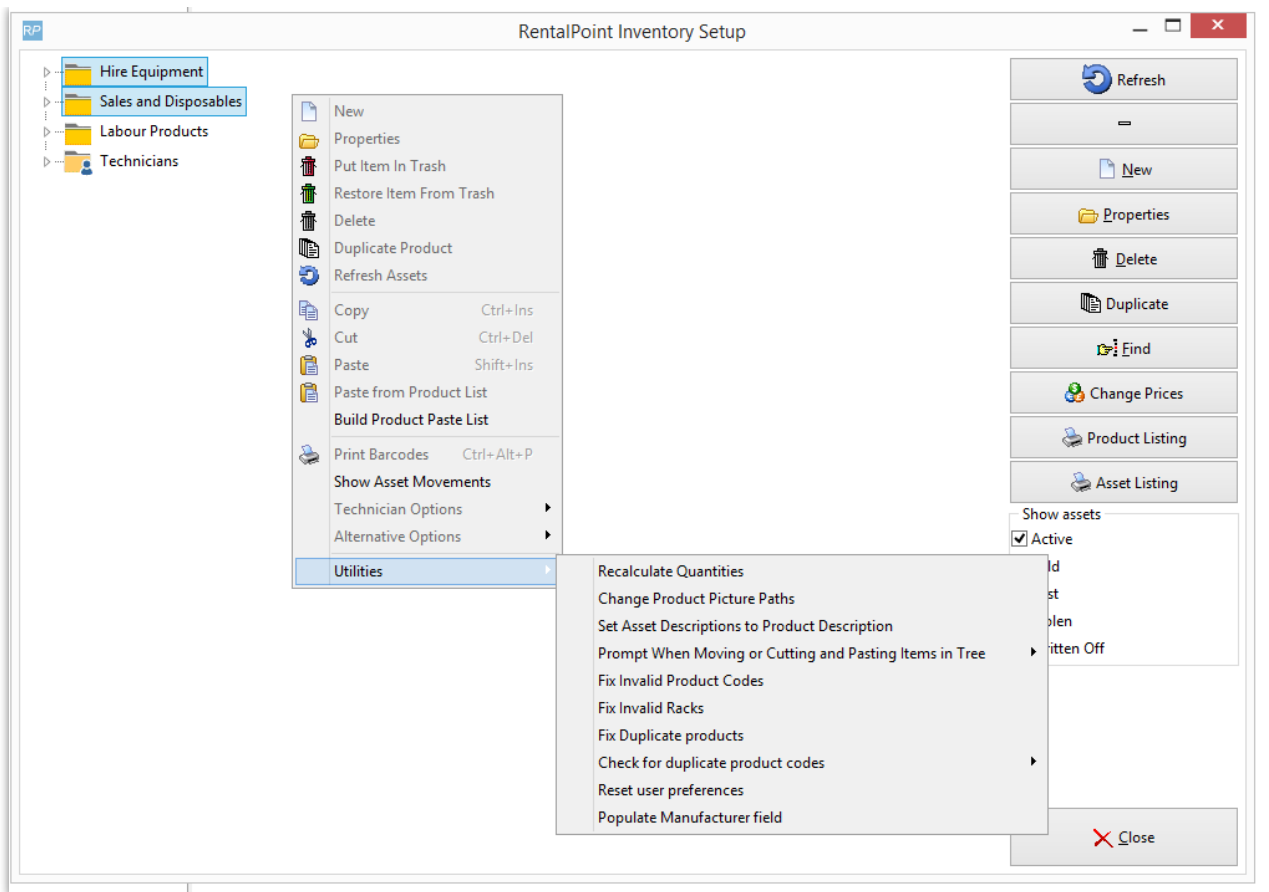 RP RentalPoint Inventory Setup
Hire Equipment
Sales and Disposables
Labour Products
Technicians
New
Properties
Put Item In Trash
Restore Item From Trash
Delete
Duplicate Product
Refresh Assets
Copy Ctrl+Ins
Cut Ctrl+Del
Paste Shift+Ins
Paste from Product List
Build Product Paste List
Print Barcodes Ctrl+Alt+P
Show Asset Movements
Technician Options
Alternative Options
Utilities
Recalculate Quantities
Change Product Picture Paths
Set Asset Descriptions to Product Description
Prompt When Moving or Cutting and Pasting Items in Tree
Fix Invalid Product Codes
Fix Invalid Racks
Fix Duplicate products
Check for duplicate product codes
Reset user preferences
Populate Manufacturer field
Refresh
New
Properties
Delete
Duplicate
Find
Change Prices
Product Listing
Asset Listing
Show assets
Active
Off
Close